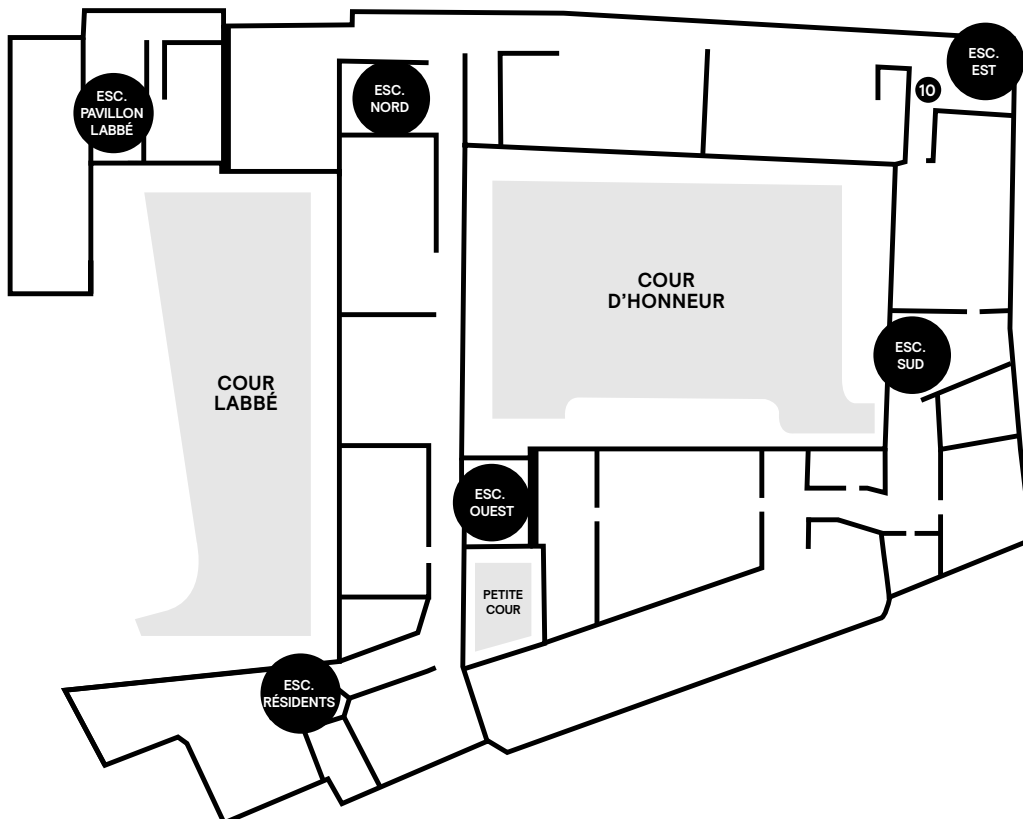 ESC.
EST
10
ESC.
PAVILLON
LABBÉ
ESC.
NORD
COUR
D’HONNEUR
ESC.
SUD
COUR
LABBÉ
ESC.
OUEST
PETITE
COUR
ESC.
RÉSIDENTS